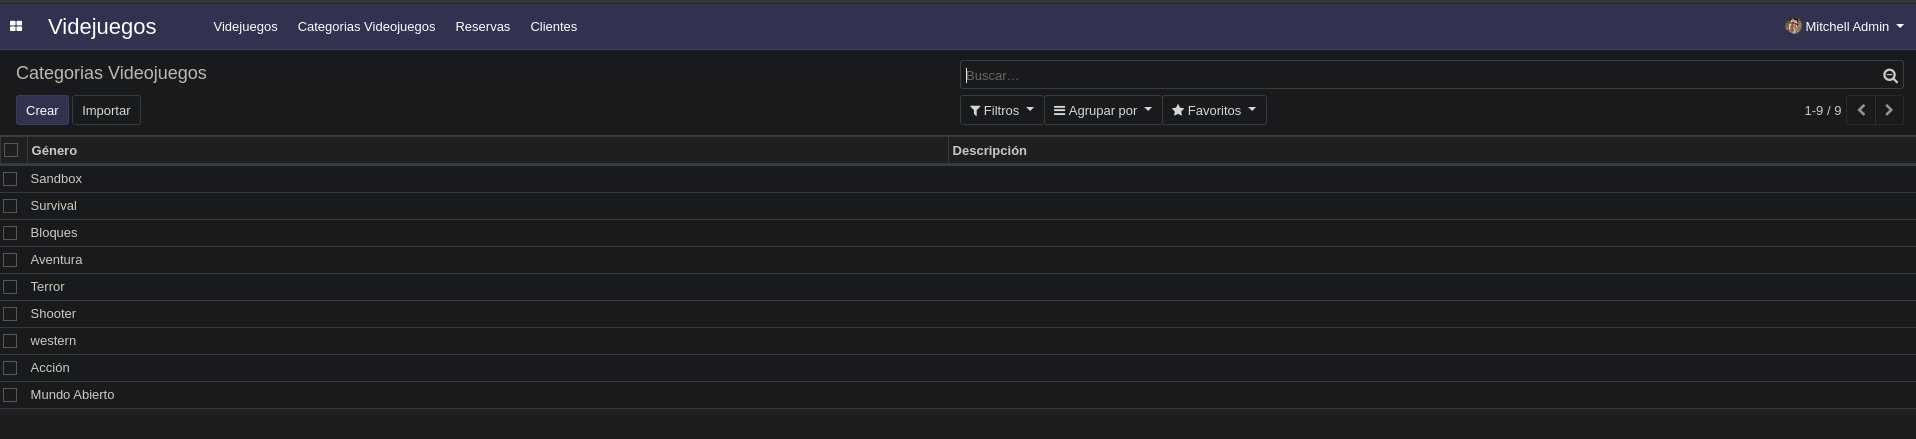 Videjuegos Videjuegos Categorias Videojuegos Reservas Clientes Mitchell Admin
Categorias Videojuegos Buscar...
Crear Importar Filtros Agrupar por Favoritos 1-9 / 9
Género Descripción
Sandbox
Survival
Bloques
Aventura
Terror
Shooter
western
Acción
Mundo Abierto